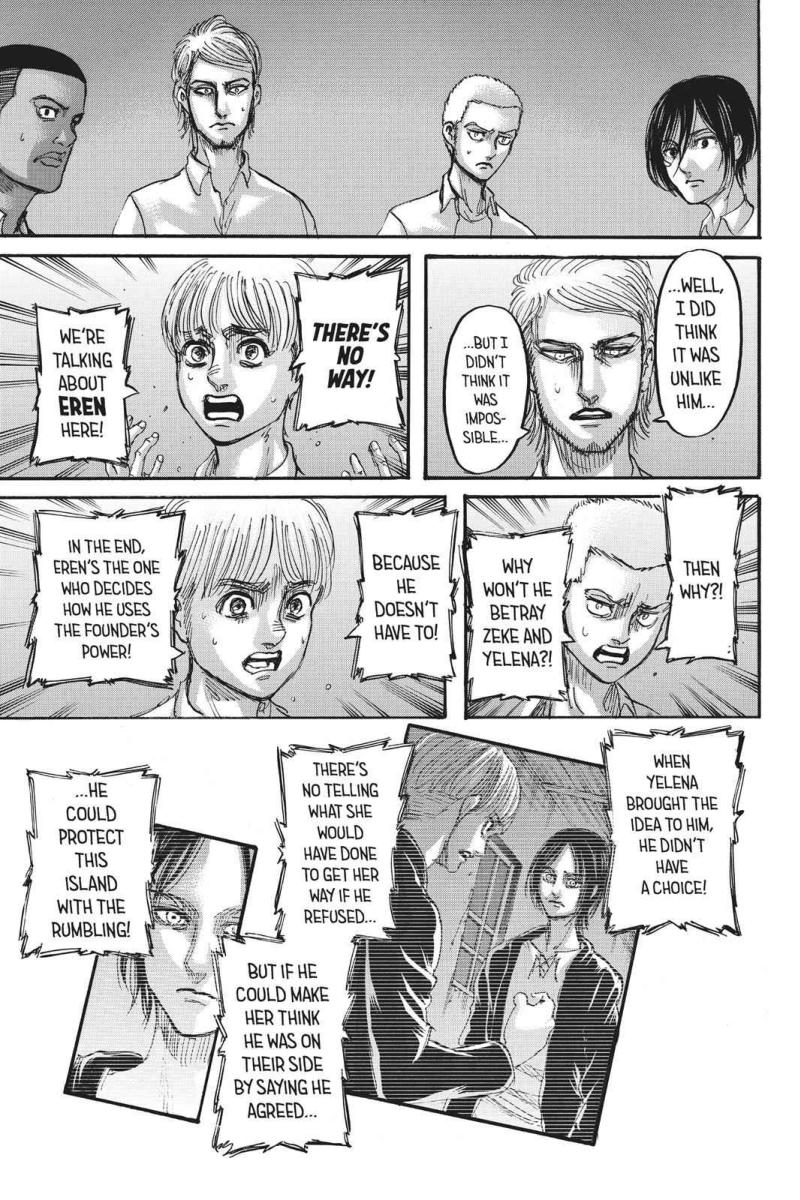 ...WELL,
I DID
THINK
IT WAS
UNLIKE
HIM...
...BUT I
DIDN'T
THINK IT
WAS
IMPOS-
SIBLE...
THERE'S
NO
WAY!
WE'RE
TALKING
ABOUT
EREN
HERE!
THEN
WHY?!
WHY
WON'T HE
BETRAY
ZEKE AND
YELENA?!
BECAUSE
HE
DOESN'T
HAVE TO!
IN THE END,
EREN'S THE ONE
WHO DECIDES
HOW HE USES
THE FOUNDER'S
POWER!
WHEN
YELENA
BROUGHT THE
IDEA TO HIM,
HE DIDN'T
HAVE
A CHOICE!
THERE'S
NO TELLING
WHAT SHE
WOULD
HAVE DONE
TO GET HER
WAY IF HE
REFUSED...
BUT IF HE
COULD MAKE
HER THINK
HE WAS ON
THEIR SIDE
BY SAYING HE
AGREED...
...HE
COULD
PROTECT
THIS
ISLAND
WITH THE
RUMBLING!